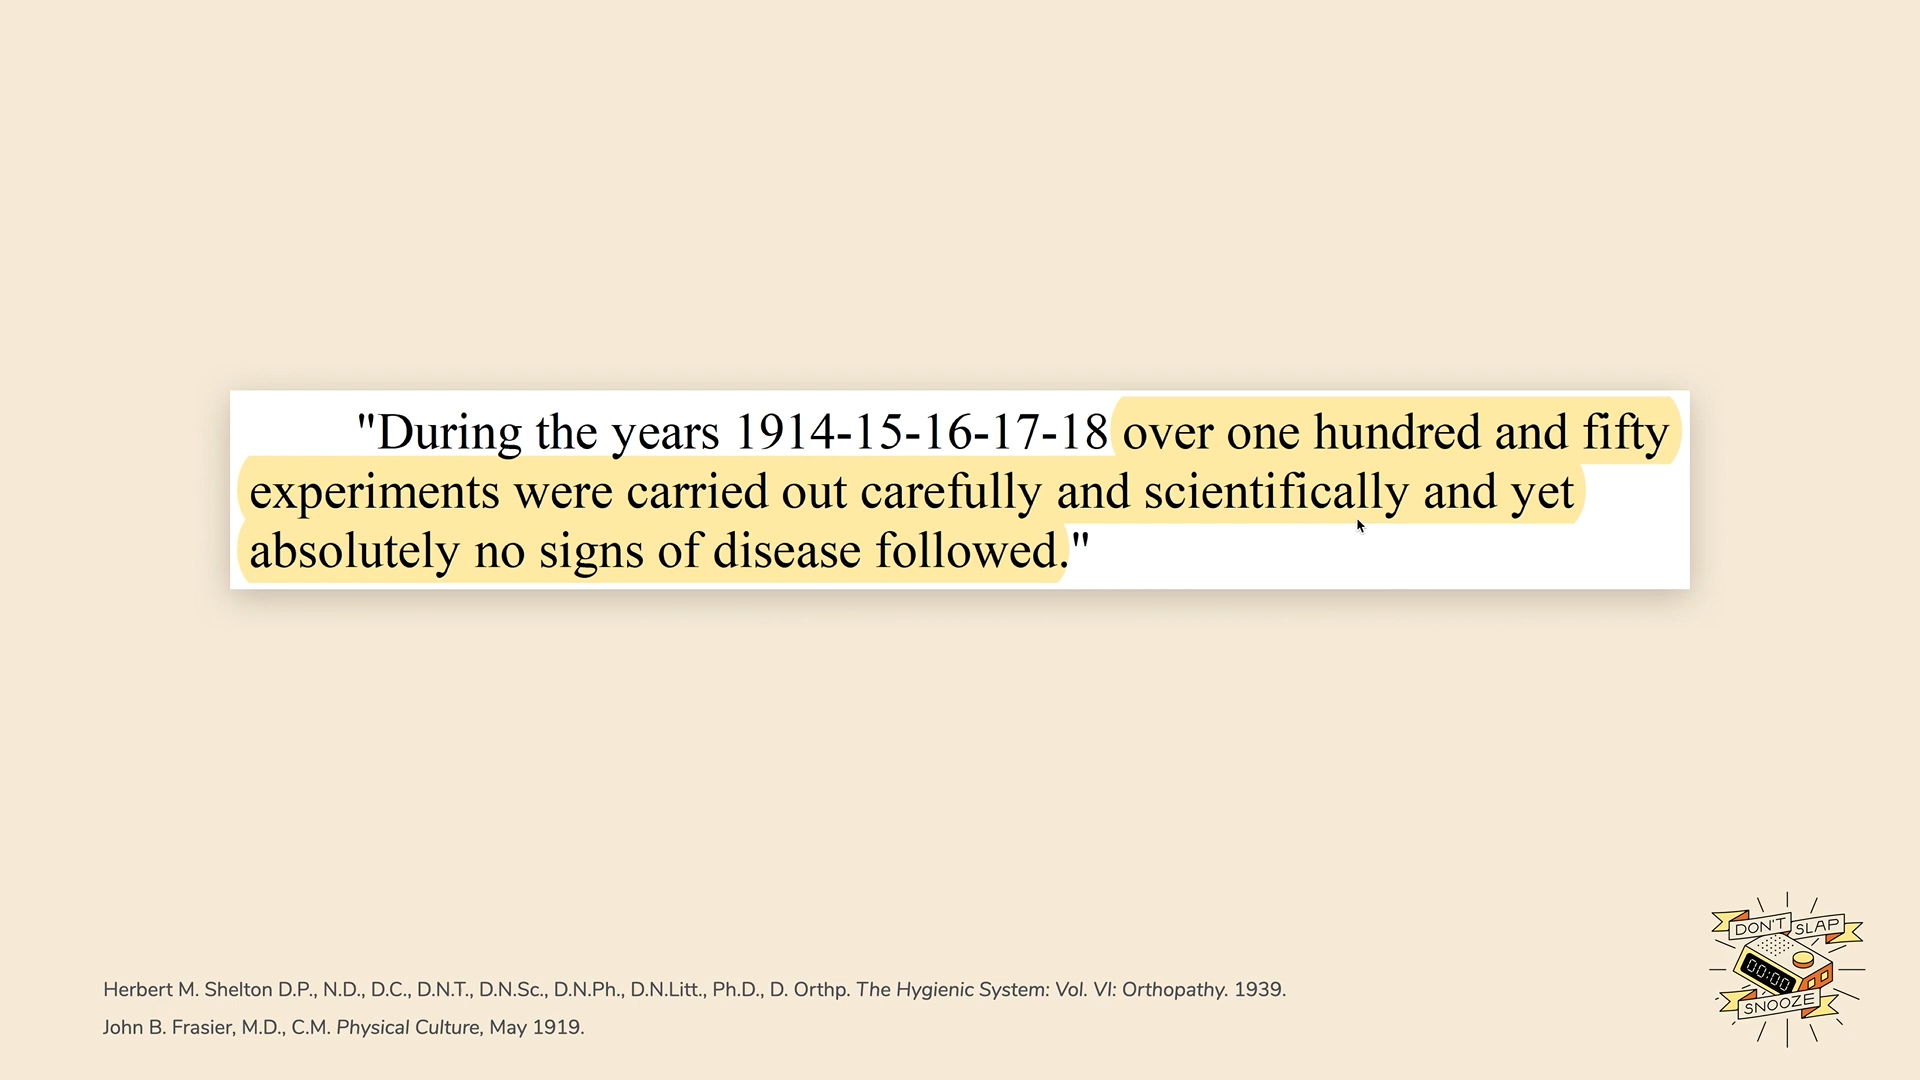 "During the years 1914-15-16-17-18 over one hundred and fifty
experiments were carried out carefully and scientifically and yet
absolutely no signs of disease followed."
Herbert M. Shelton D.P., N.D., D.C., D.N.T., D.N.Sc., D.N.Ph., D.N.Litt., Ph.D., D. Orthp. The Hygienic System: Vol. VI: Orthopathy. 1939.
John B. Frasier, M.D., C.M. Physical Culture, May 1919.
DON'T SLAP
00:00
SNOOZE